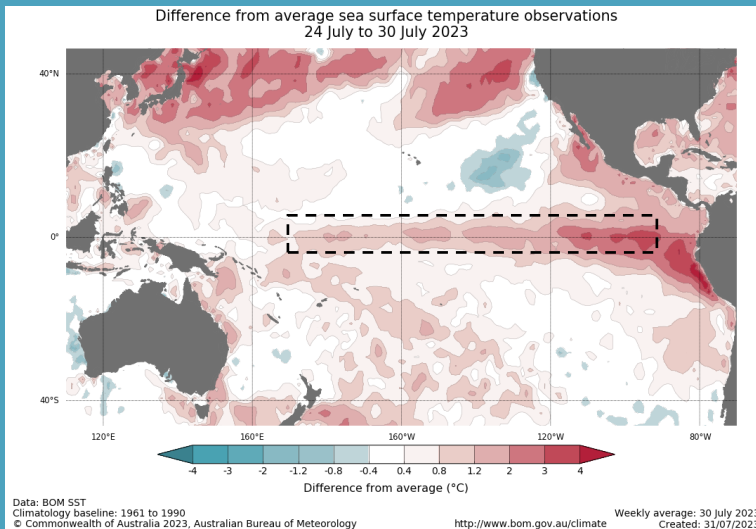 Difference from average sea surface temperature observations
24 July to 30 July 2023
40°N
0°
40°S
120°E 160°E 160°W 120°W 80°W
-4 -3 -2 -1.2 -0.8 -0.4 0.4 0.8 1.2 2 3 4
Difference from average (°C)
Data: BOM SST
Climatology baseline: 1961 to 1990
© Commonwealth of Australia 2023, Australian Bureau of Meteorology
http://www.bom.gov.au/climate
Weekly average: 30 July 202
Created: 31/07/202